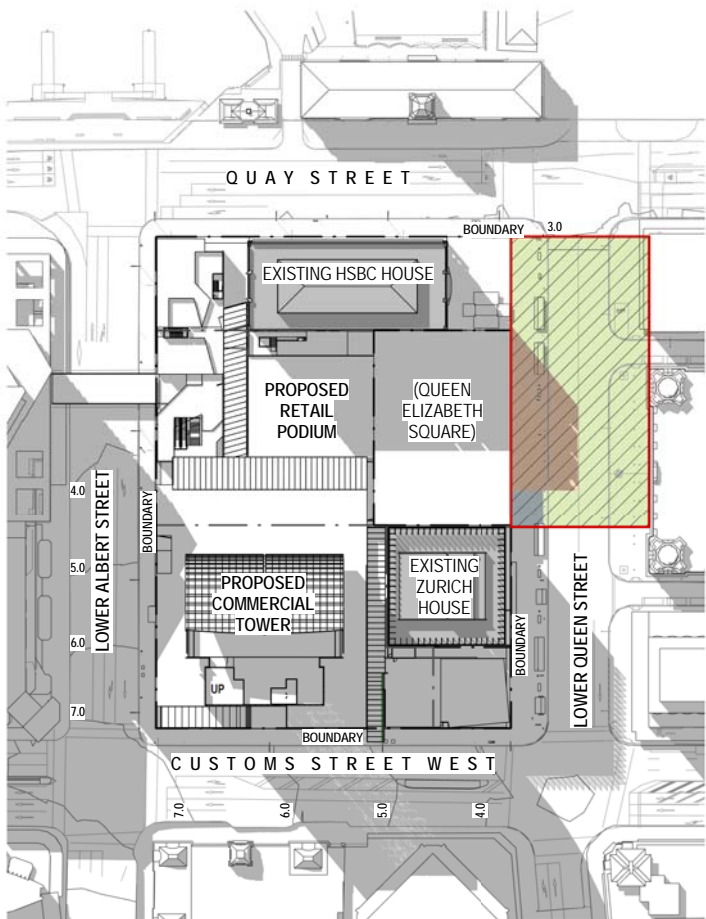 QUAY STREET
BOUNDARY 3.0
EXISTING HSBC HOUSE
PROPOSED
RETAIL
PODIUM
(QUEEN
ELIZABETH
SQUARE)
LOWER ALBERT STREET
4.0
5.0
6.0
7.0
BOUNDARY
PROPOSED
COMMERCIAL
TOWER
EXISTING
ZURICH
HOUSE
BOUNDARY
LOWER QUEEN STREET
UP
BOUNDARY
CUSTOMS STREET WEST
7.0
6.0
5.0
4.0